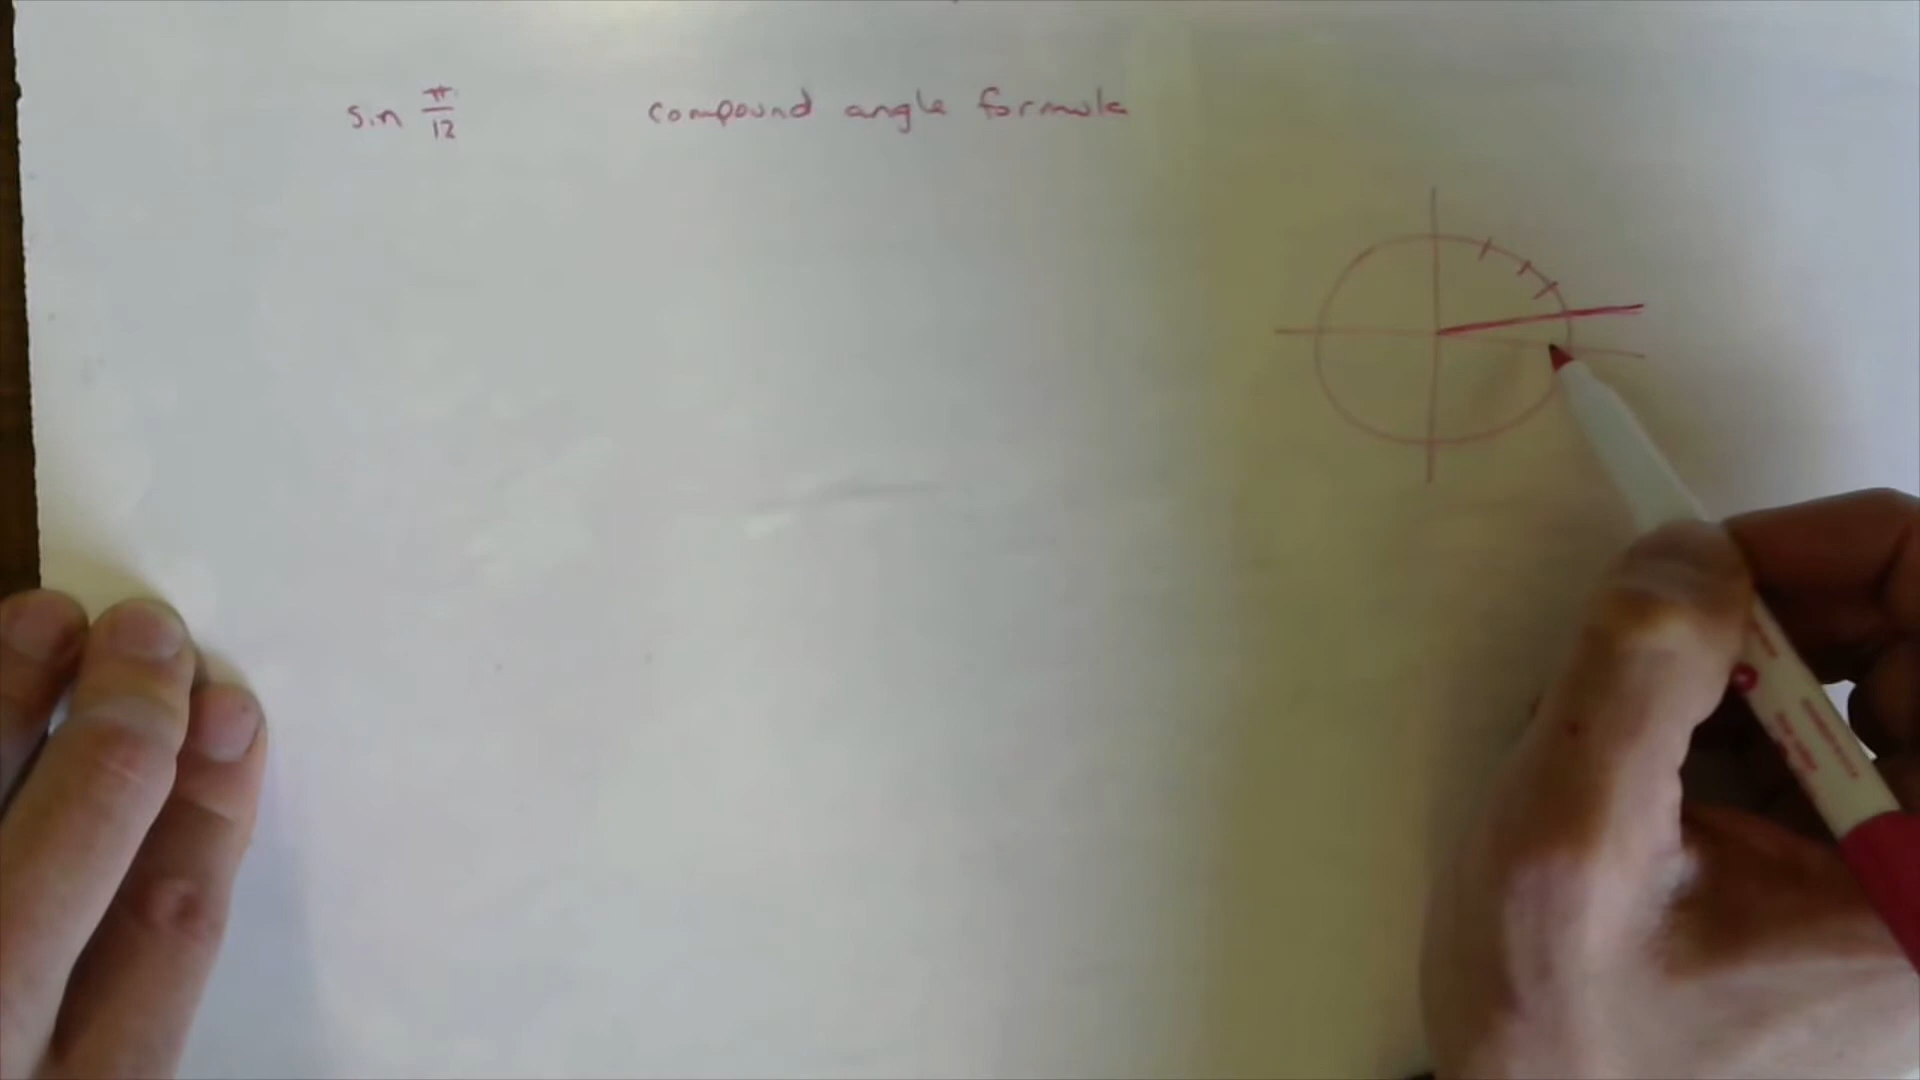 sin π/12 compound angle formula